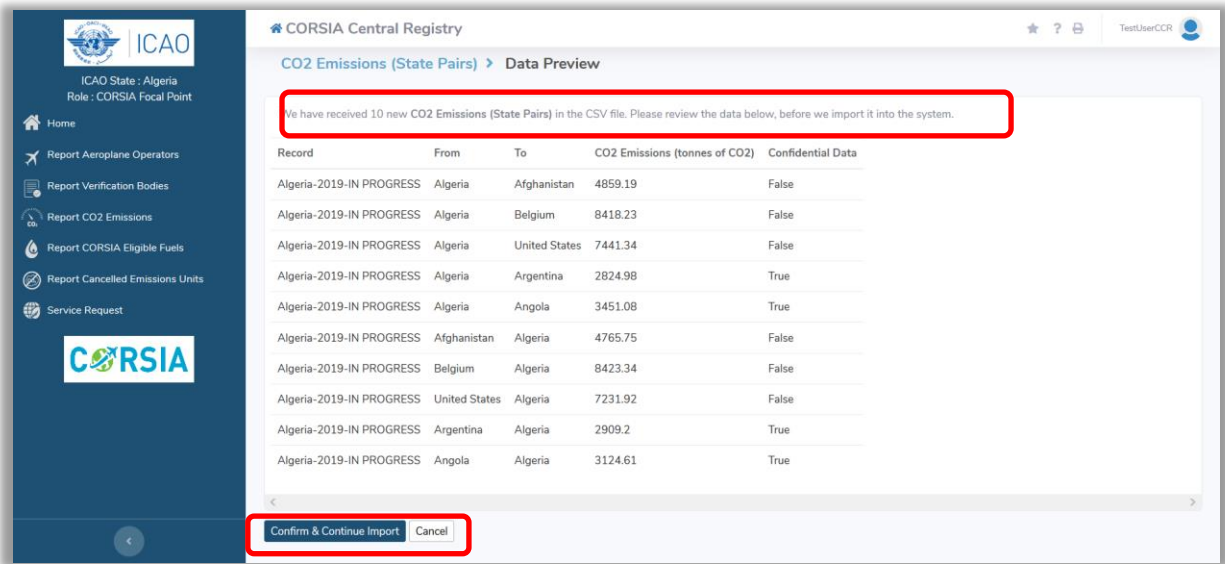 ICAO
ICAO State : Algeria
Role : CORSIA Focal Point
Home
Report Aeroplane Operators
Report Verification Bodies
CO₂
Report CO2 Emissions
Report CORSIA Eligible Fuels
Report Cancelled Emissions Units
Service Request
CORSIA
CORSIA Central Registry
?
TestUserCCR
CO2 Emissions (State Pairs) > Data Preview
We have received 10 new CO2 Emissions (State Pairs) in the CSV file. Please review the data below, before we import it into the system.
Record From To CO2 Emissions (tonnes of CO2) Confidential Data
Algeria-2019-IN PROGRESS Algeria Afghanistan 4859.19 False
Algeria-2019-IN PROGRESS Algeria Belgium 8418.23 False
Algeria-2019-IN PROGRESS Algeria United States 7441.34 False
Algeria-2019-IN PROGRESS Algeria Argentina 2824.98 True
Algeria-2019-IN PROGRESS Algeria Angola 3451.08 True
Algeria-2019-IN PROGRESS Afghanistan Algeria 4765.75 False
Algeria-2019-IN PROGRESS Belgium Algeria 8423.34 False
Algeria-2019-IN PROGRESS United States Algeria 7231.92 False
Algeria-2019-IN PROGRESS Argentina Algeria 2909.2 True
Algeria-2019-IN PROGRESS Angola Algeria 3124.61 True
Confirm & Continue Import Cancel